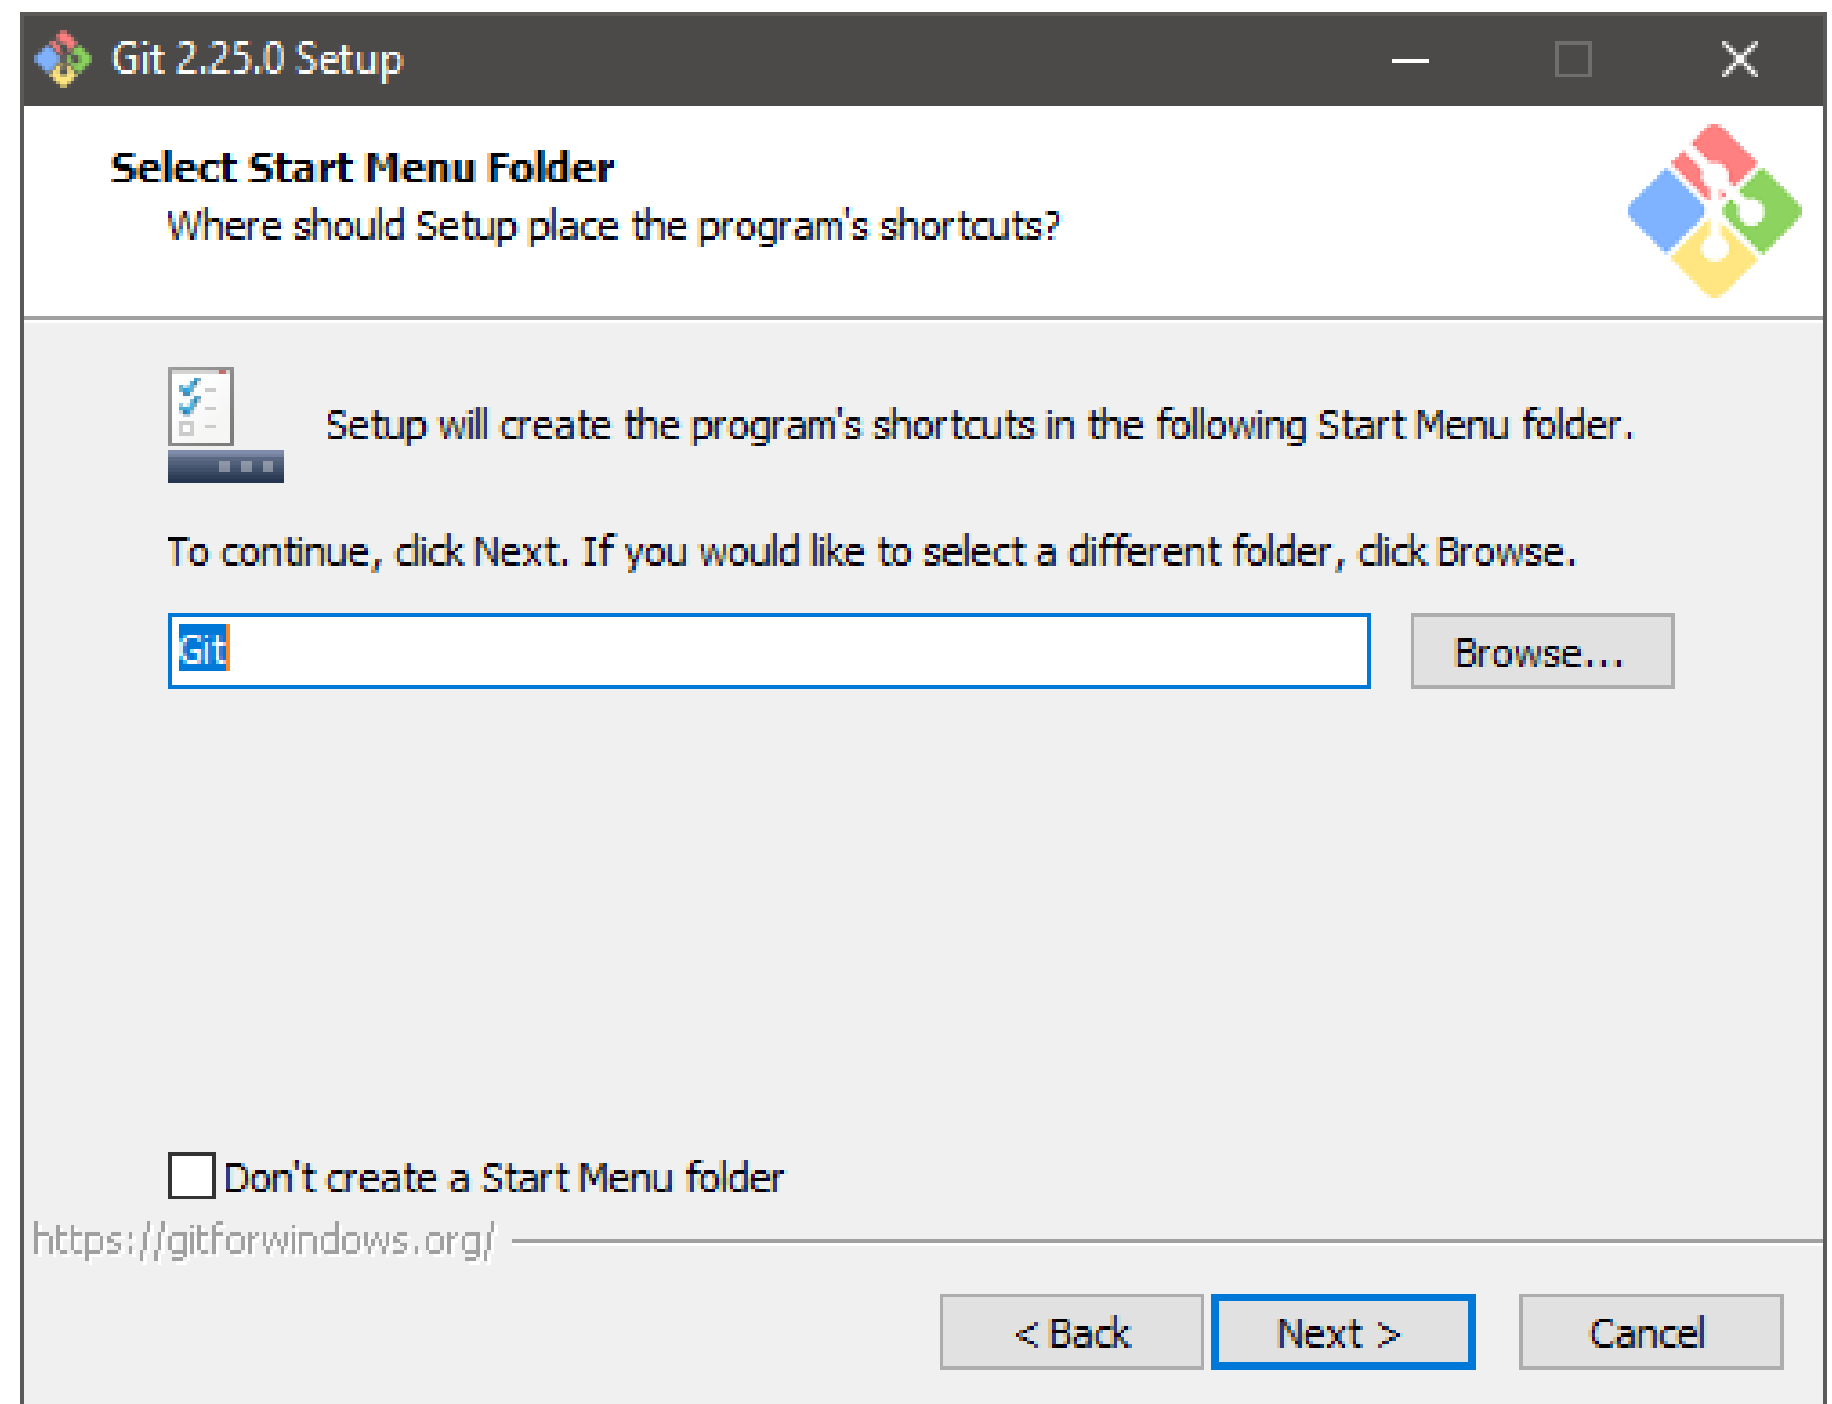 Git 2.25.0 Setup
Select Start Menu Folder
Where should Setup place the program's shortcuts?
Setup will create the program's shortcuts in the following Start Menu folder.
To continue, click Next. If you would like to select a different folder, click Browse.
Git
Browse...
Don't create a Start Menu folder
https://gitforwindows.org/
< Back
Next >
Cancel